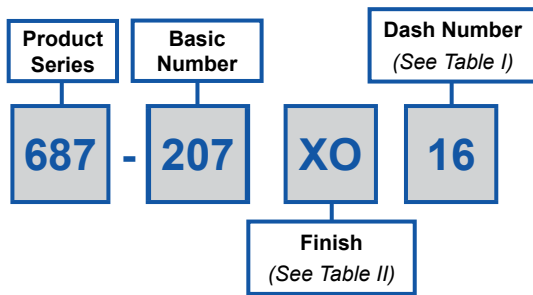 Product
Series
Basic
Number
Dash Number
(See Table I)
687 - 207 XO 16
Finish
(See Table II)